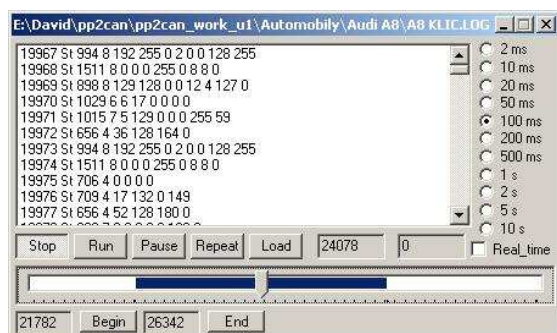 E:\David\pp2can\pp2can_work_u1\Automobily\Audi A8\A8 KLIC.LOG
19967 St 994 8 192 255 0 2 0 0 128 255
19968 St 1511 8 0 0 0 255 0 8 8 0
19969 St 898 8 129 128 0 0 12 4 127 0
19970 St 1029 6 6 17 0 0 0 0
19971 St 1015 7 5 129 0 0 0 255 59
19972 St 656 4 36 128 164 0
19973 St 994 8 192 255 0 2 0 0 128 255
19974 St 1511 8 0 0 0 255 0 8 8 0
19975 St 706 4 0 0 0 0
19976 St 709 4 17 132 0 149
19977 St 656 4 52 128 180 0
2 ms
10 ms
20 ms
50 ms
100 ms
200 ms
500 ms
1 s
2 s
5 s
10 s
Stop Run Pause Repeat Load 24078 0 Real_time
21782 Begin 26342 End